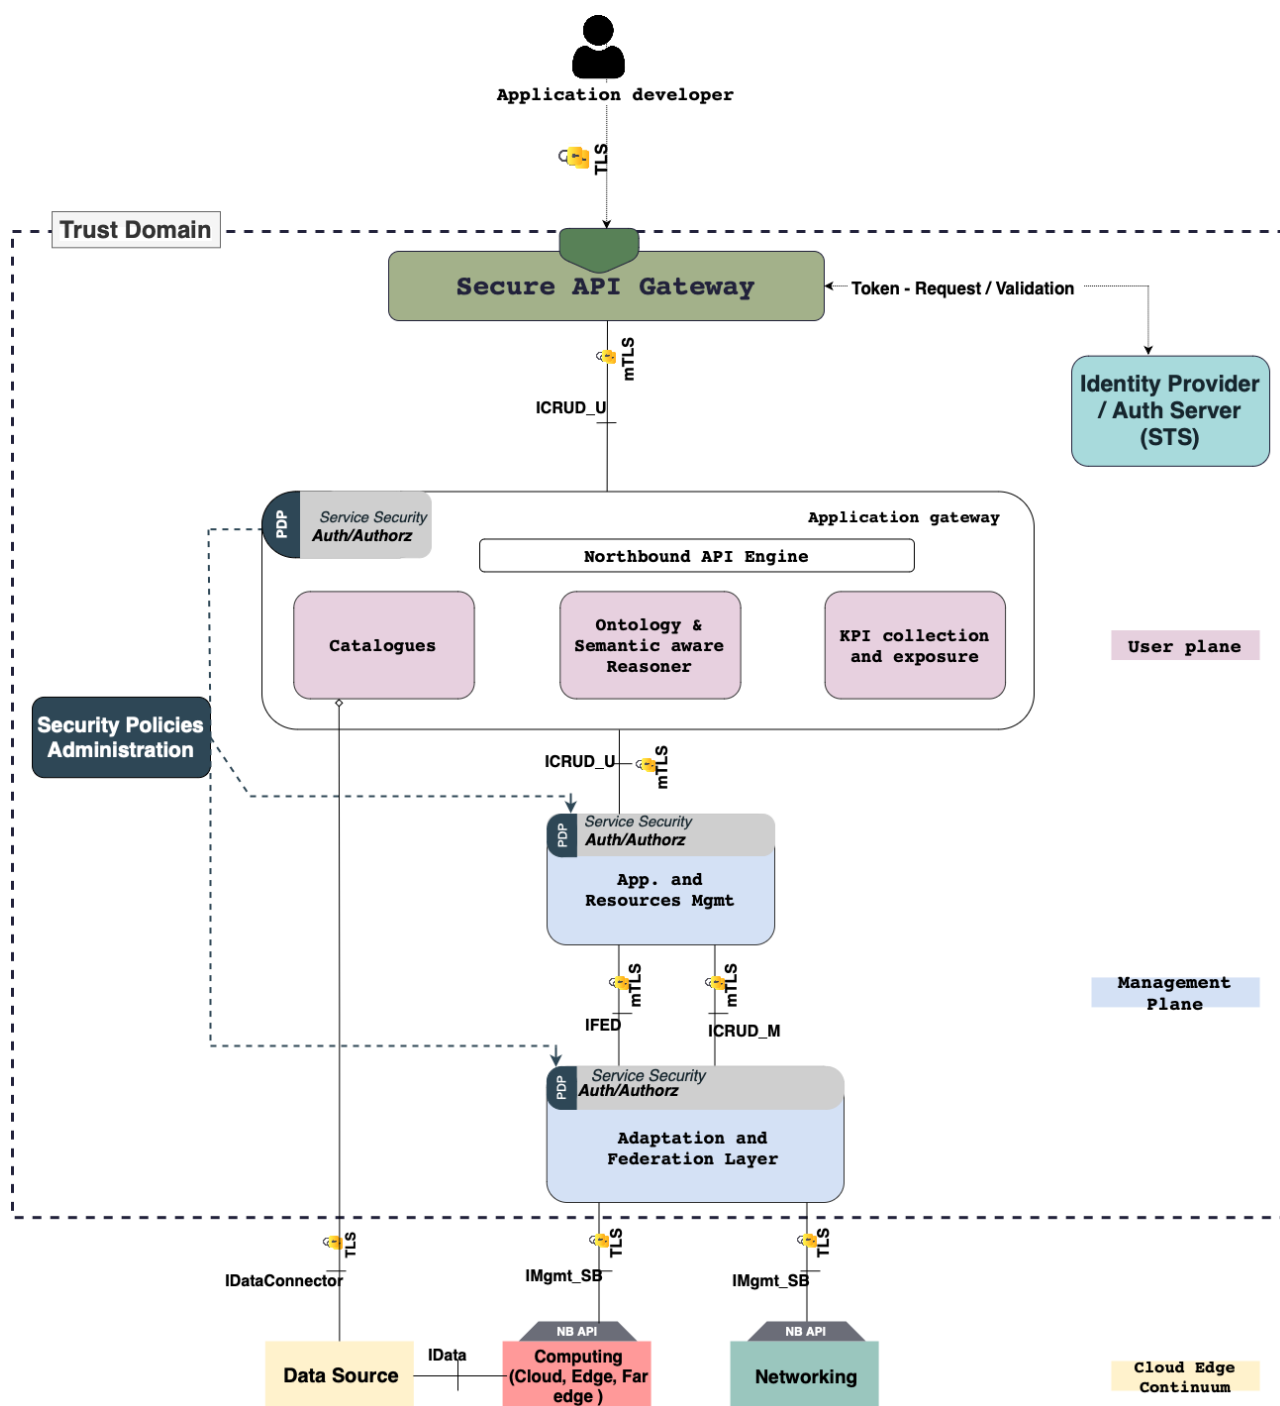 Application developer
TLS
Trust Domain
Secure API Gateway
Token - Request / Validation
mTLS
Identity Provider
/ Auth Server
(STS)
ICRUD_U
PDP
Service Security
Auth/Authorz
Application gateway
Northbound API Engine
Catalogues
Ontology &
Semantic aware
Reasoner
KPI collection
and exposure
User plane
Security Policies
Administration
ICRUD_U
mTLS
PDP
Service Security
Auth/Authorz
App. and
Resources Mgmt
mTLS
mTLS
Management
Plane
IFED
ICRUD_M
PDP
Service Security
Auth/Authorz
Adaptation and
Federation Layer
TLS
TLS
TLS
IDataConnector
IMgmt_SB
IMgmt_SB
NB API
NB API
Data Source
IData
Computing
(Cloud, Edge, Far
edge )
Networking
Cloud Edge
Continuum